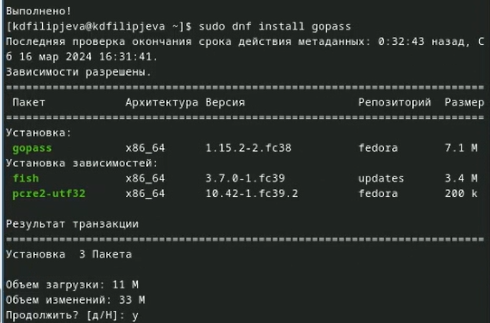 Выполнено!
[kdfilipjeva@kdfilipjeva ~]$ sudo dnf install gopass
Последняя проверка окончания срока действия метаданных: 0:32:43 назад, С
б 16 мар 2024 16:31:41.
Зависимости разрешены.
================================================================================
Пакет Архитектура Версия Репозиторий Размер
================================================================================
Установка:
gopass x86_64 1.15.2-2.fc38 fedora 7.1 M
Установка зависимостей:
fish x86_64 3.7.0-1.fc39 updates 3.4 M
pcre2-utf32 x86_64 10.42-1.fc39.2 fedora 200 k

Результат транзакции
================================================================================
Установка 3 Пакета

Объем загрузки: 11 M
Объем изменений: 33 M
Продолжить? [д/Н]: y